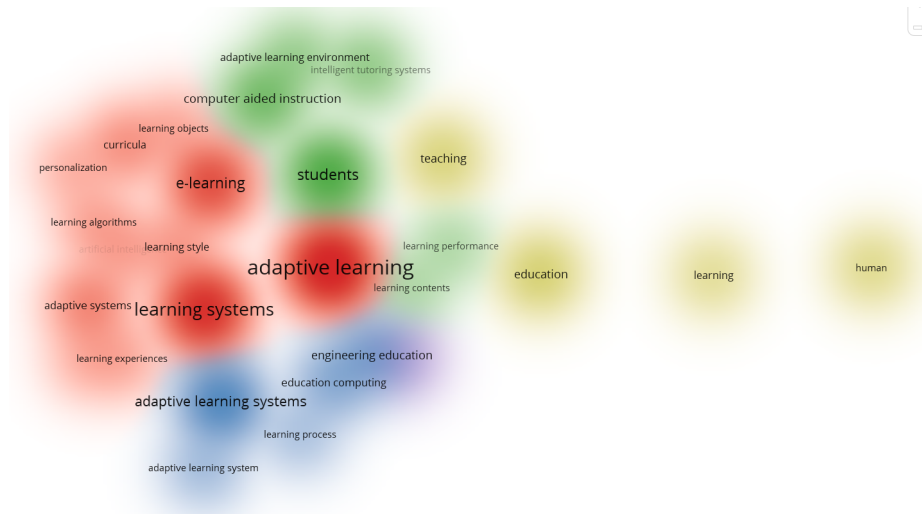 adaptive learning environment
intelligent tutoring systems
computer aided instruction
learning objects
curricula
teaching
personalization
students
e-learning
learning algorithms
learning performance
learning style
adaptive learning
education
learning
human
learning contents
adaptive systems
learning systems
engineering education
learning experiences
education computing
adaptive learning systems
learning process
adaptive learning system